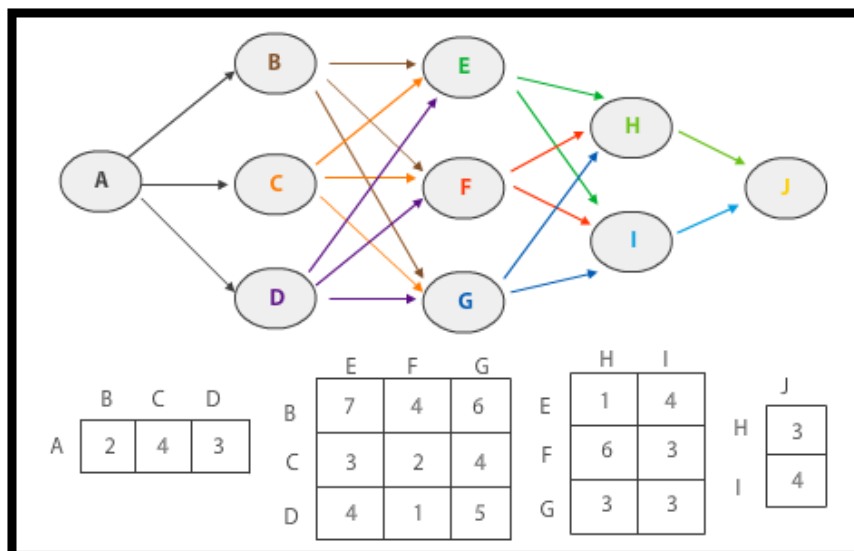 B
E
H
A
C
F
J
I
D
G
H I
E F G
J
B C D
B 7 4 6
E 1 4
A 2 4 3
H 3
C 3 2 4
F 6 3
I 4
D 4 1 5
G 3 3